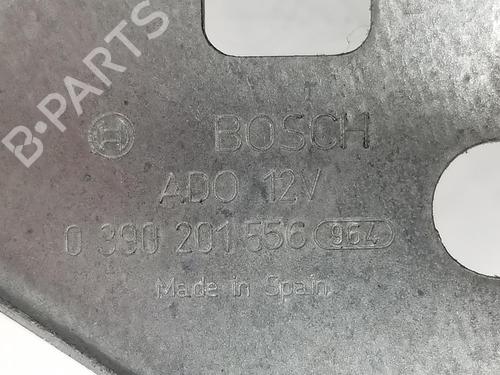 B-PARTS
BOSCH
ADO 12V
0 390 201 556 964
Made in Spain